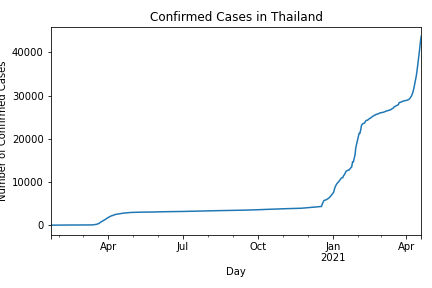 Confirmed Cases in Thailand
Number of Confirmed Cases
40000
30000
20000
10000
0
Apr
Jul
Oct
Jan
2021
Apr
Day